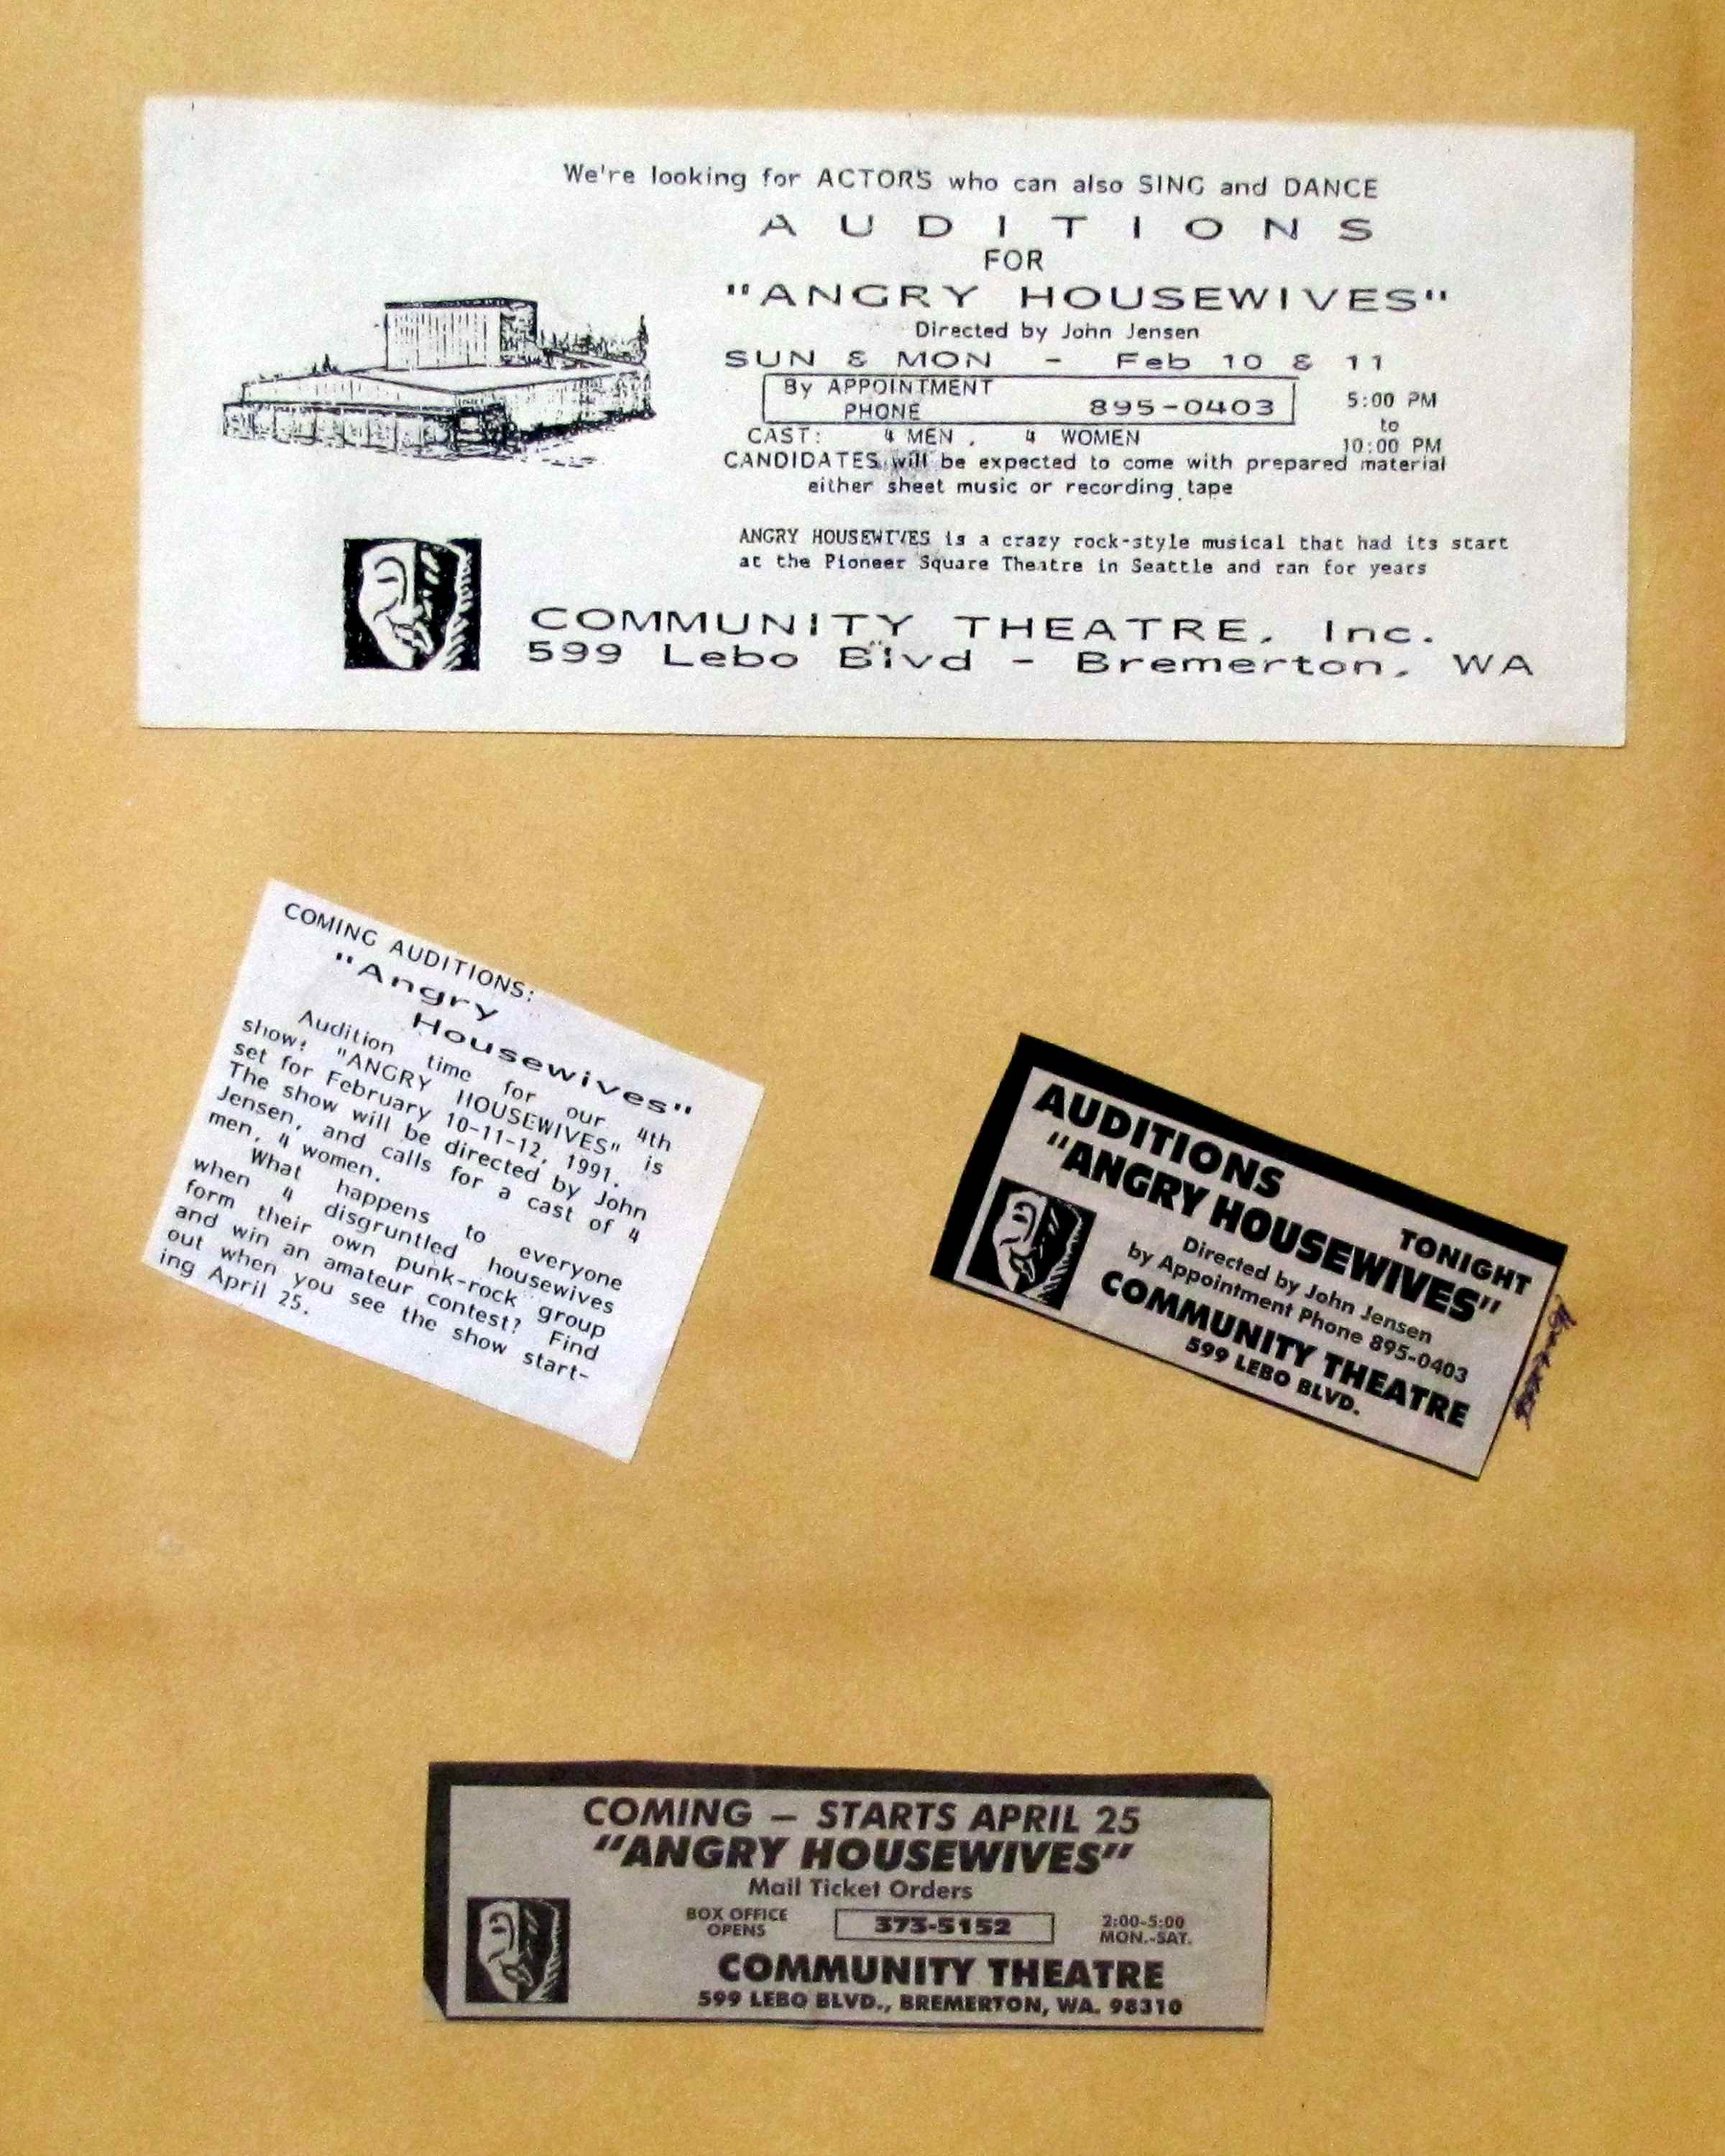 We're looking for ACTORS who can also SING and DANCE
AUDITIONS
FOR
"ANGRY HOUSEWIVES"
Directed by John Jensen
SUN & MON - Feb 10 & 11
By APPOINTMENT
PHONE 895-0403
5:00 PM
to
10:00 PM
CAST: 4 MEN, 4 WOMEN
CANDIDATES will be expected to come with prepared material
either sheet music or recording tape
ANGRY HOUSEWIVES is a crazy rock-style musical that had its start
at the Pioneer Square Theatre in Seattle and ran for years
COMMUNITY THEATRE, Inc.
599 Lebo Blvd - Bremerton, WA
COMING AUDITIONS:
"Angry
Housewives"
Audition time for our 4th
show! "ANGRY HOUSEWIVES" is
set for February 10-11-12, 1991.
The show will be directed by John
Jensen, and calls for a cast of 4
men, 4 women.
What happens to everyone
when 4 disgruntled housewives
form their own punk-rock group
and win an amateur contest? Find
out when you see the show start-
ing April 25.
AUDITIONS
TONIGHT
"ANGRY HOUSEWIVES"
Directed by John Jensen
by Appointment Phone 895-0403
COMMUNITY THEATRE
599 LEBO BLVD.
COMING — STARTS APRIL 25
"ANGRY HOUSEWIVES"
Mail Ticket Orders
BOX OFFICE
OPENS
373-5152
2:00-5:00
MON.-SAT.
COMMUNITY THEATRE
599 LEBO BLVD., BREMERTON, WA. 98310